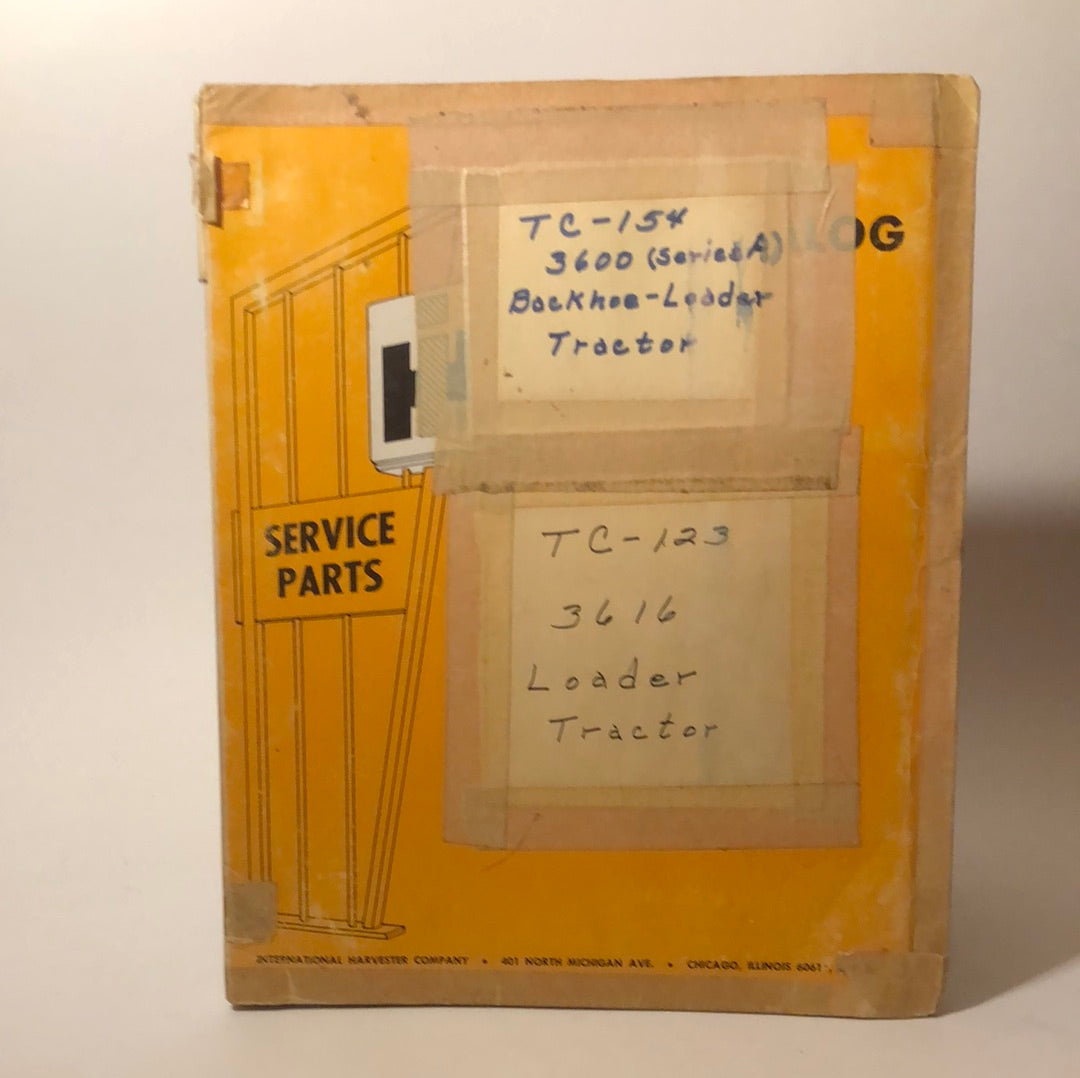 TC-154
3600 (Series A)
Backhoe-Loader
Tractor
OG
SERVICE
PARTS
TC-123
3616
Loader
Tractor
INTERNATIONAL HARVESTER COMPANY • 401 NORTH MICHIGAN AVE. • CHICAGO, ILLINOIS